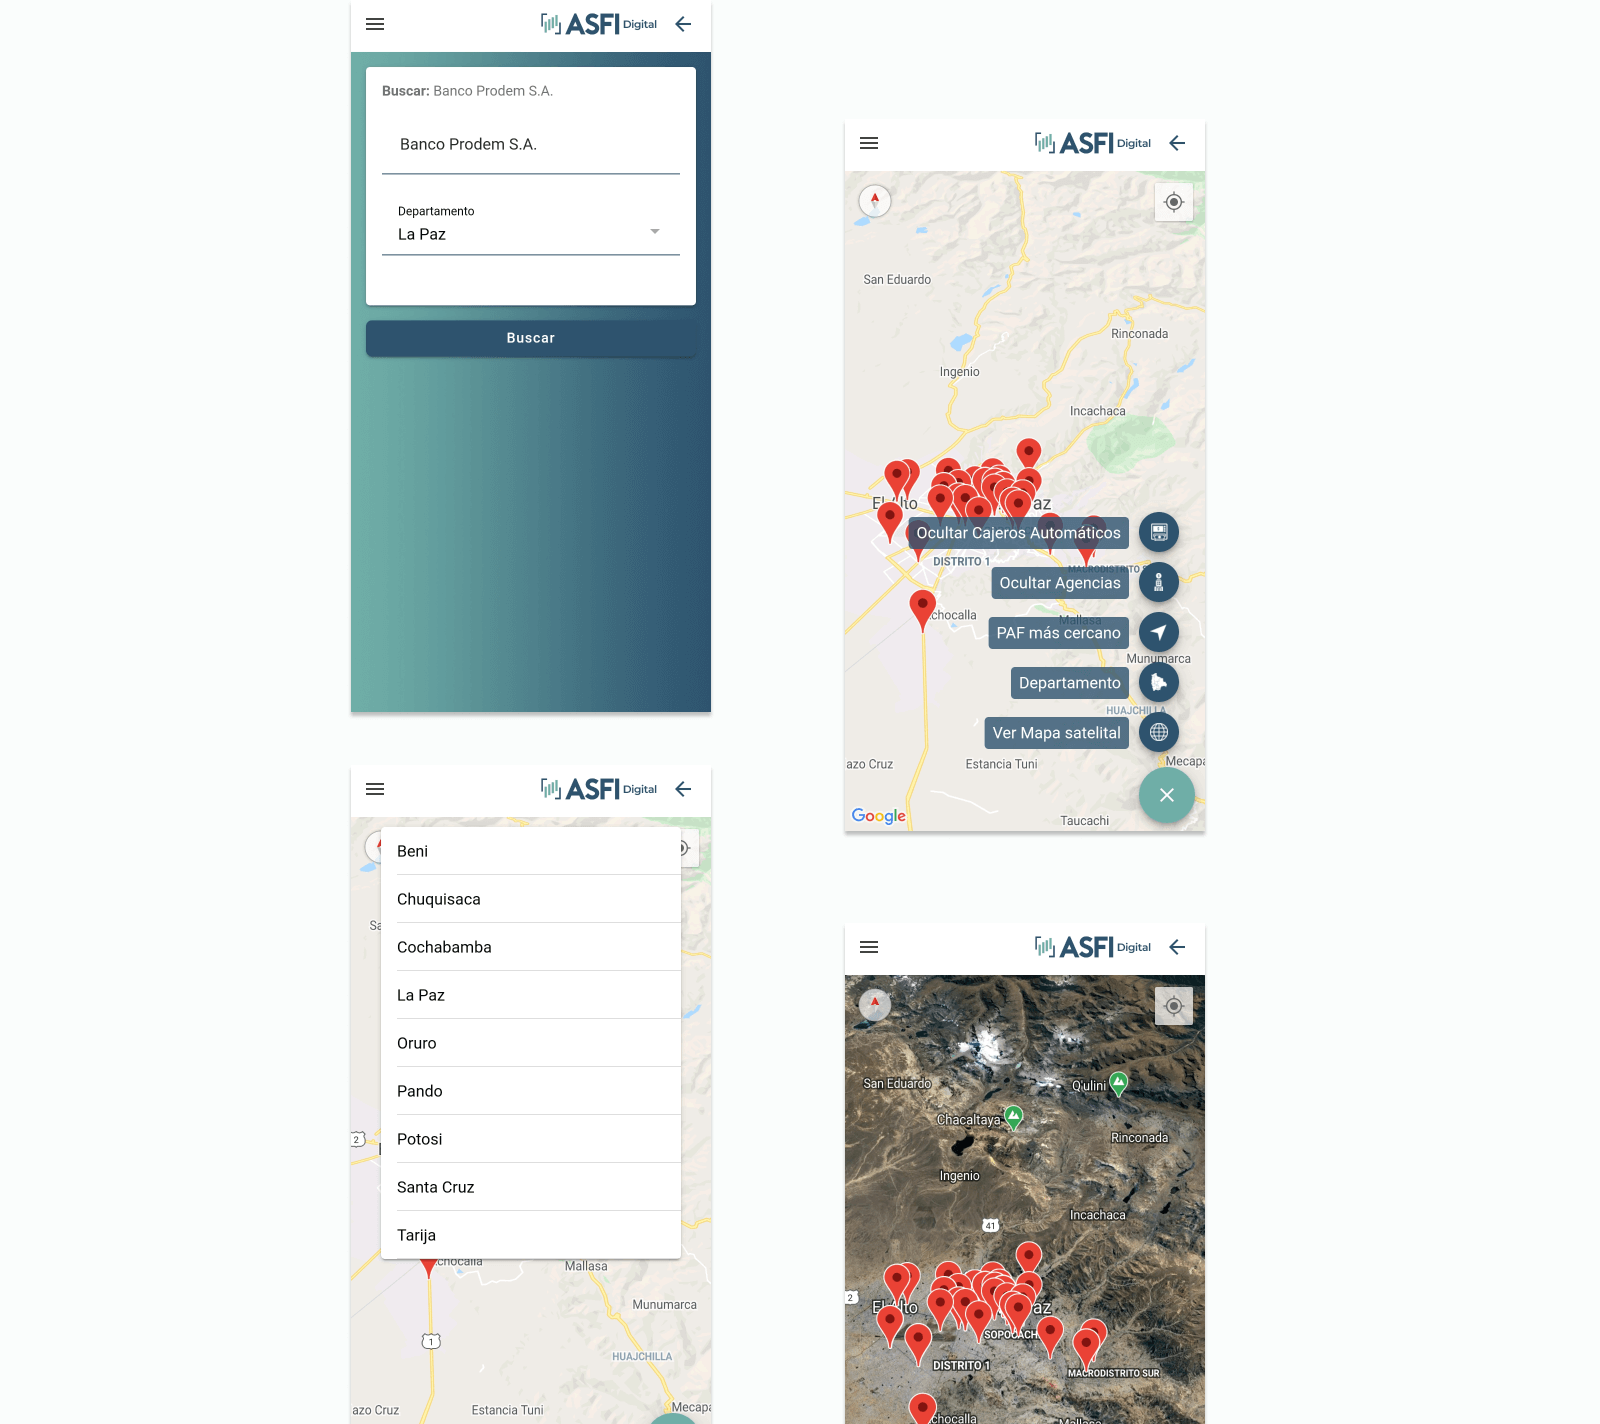 ASFI Digital
Buscar: Banco Prodem S.A.
Banco Prodem S.A.
Departamento
La Paz
Buscar
ASFI Digital
San Eduardo
Rinconada
Ingenio
Incachaca
El Alto
az
Ocultar Cajeros Automáticos
DISTRITO 1
MACRODISTRITO S
Ocultar Agencias
chocalla
Mallasa
PAF más cercano
Munumarca
Departamento
HUAJCHILLA
Ver Mapa satelital
azo Cruz
Estancia Tuni
Mecapa
Google
Taucachi
ASFI Digital
Beni
Sa
Chuquisaca
Cochabamba
La Paz
Oruro
Pando
2
Potosi
Santa Cruz
Tarija
chocalla
Mallasa
Munumarca
1
HUAJCHILLA
azo Cruz
Estancia Tuni
Mecapa
ASFI Digital
San Eduardo
Q'ulini
Chacaltaya
Rinconada
Ingenio
Incachaca
41
2
El Alto
az
SOPOCACH
DISTRITO 1
MACRODISTRITO SUR
chocalla
Mallasa